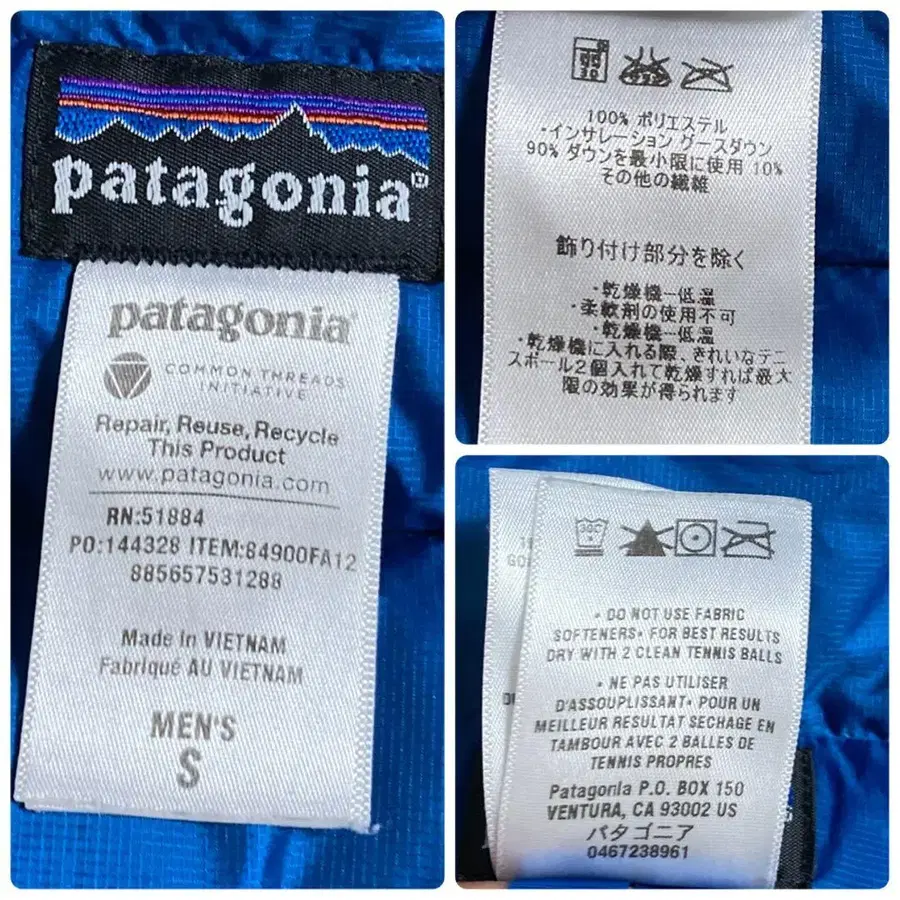 patagonia
patagonia
COMMON THREADS
INITIATIVE
Repair, Reuse, Recycle
This Product
www.patagonia.com
RN:51884
PO:144328 ITEM:84900FA12
885657531288
Made in VIETNAM
Fabriqué AU VIETNAM
MEN'S
S
30
100% ポリエステル
・インサレーション グースダウン
90% ダウンを最小限に使用 10%
その他の繊維
飾り付け部分を除く
・乾燥機ー低温
・柔軟剤の使用不可
・乾燥機ー低温
・乾燥機に入れる際、きれいなテニ
スボール2個入れて乾燥すれば最大
限の効果が得られます
30C
• DO NOT USE FABRIC
SOFTENERS• FOR BEST RESULTS
DRY WITH 2 CLEAN TENNIS BALLS
• NE PAS UTILISER
D'ASSOUPLISSANT• POUR UN
MEILLEUR RESULTAT SECHAGE EN
TAMBOUR AVEC 2 BALLES DE
TENNIS PROPRES
Patagonia P.O. BOX 150
VENTURA, CA 93002 US
パタゴニア
0467238961